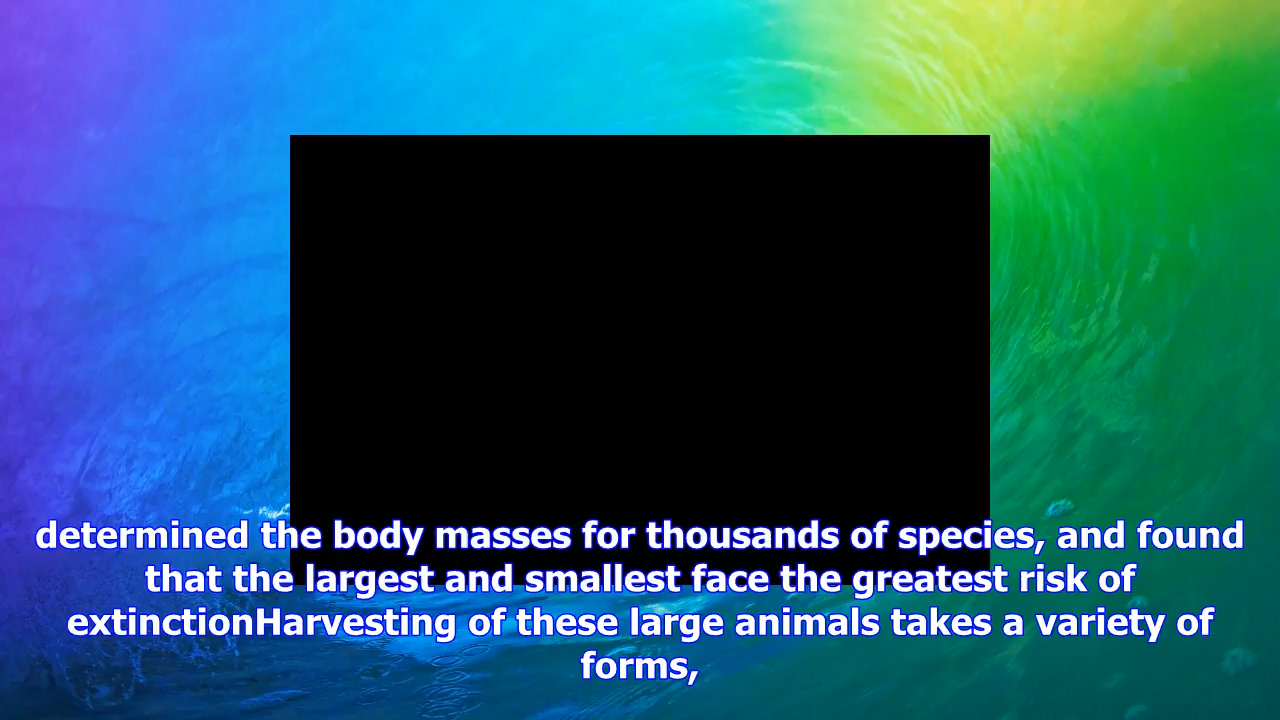 determined the body masses for thousands of species, and found
that the largest and smallest face the greatest risk of
extinctionHarvesting of these large animals takes a variety of
forms,